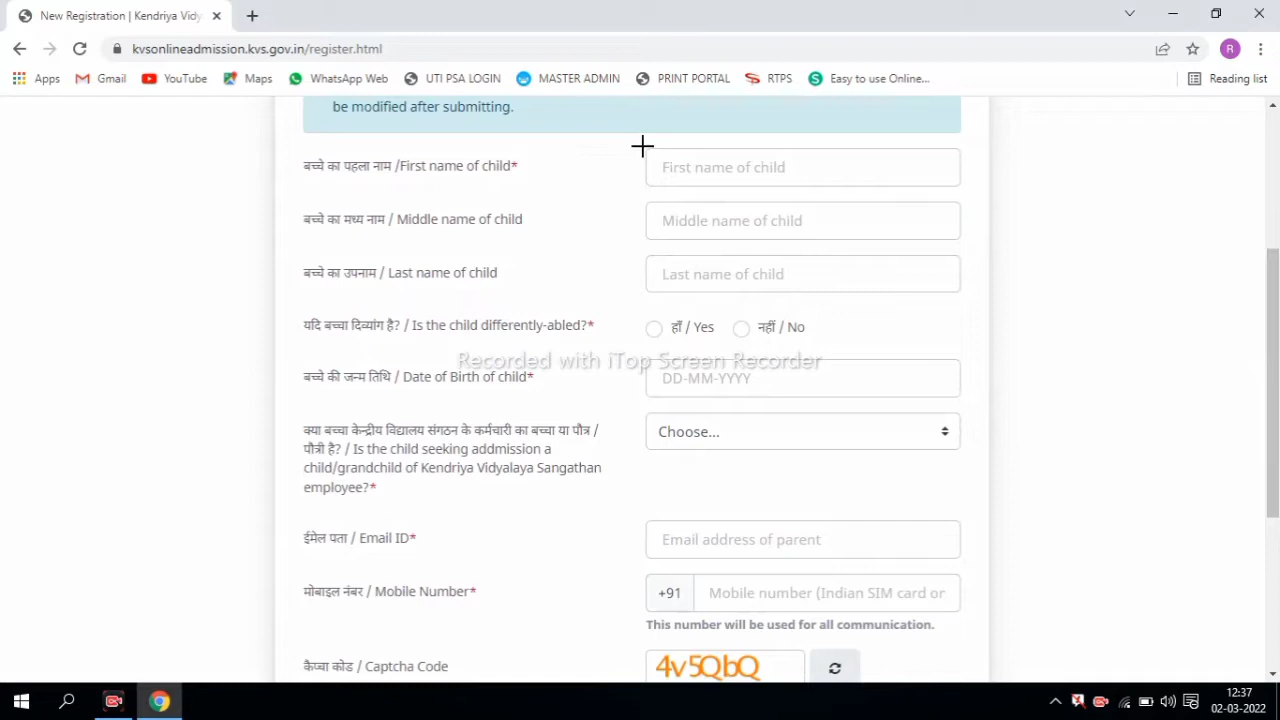 New Registration | Kendriya Vidy
kvsonlineadmission.kvs.gov.in/register.html
R
Apps
Gmail
YouTube
Maps
WhatsApp Web
UTI PSA LOGIN
MASTER ADMIN
PRINT PORTAL
RTPS
Easy to use Online...
Reading list
be modified after submitting.
बच्चे का पहला नाम /First name of child*
First name of child
बच्चे का मध्य नाम / Middle name of child
Middle name of child
बच्चे का उपनाम / Last name of child
Last name of child
यदि बच्चा दिव्यांग है? / Is the child differently-abled?*
हाँ / Yes
नहीं / No
Recorded with iTop Screen Recorder
बच्चे की जन्म तिथि / Date of Birth of child*
DD-MM-YYYY
क्या बच्चा केन्द्रीय विद्यालय संगठन के कर्मचारी का बच्चा या पौत्र /
पौत्री है? / Is the child seeking addmission a
child/grandchild of Kendriya Vidyalaya Sangathan
employee?*
Choose...
ईमेल पता / Email ID*
Email address of parent
मोबाइल नंबर / Mobile Number*
+91
Mobile number (Indian SIM card or
This number will be used for all communication.
कैप्चा कोड / Captcha Code
4v5QbQ
12:37
02-03-2022